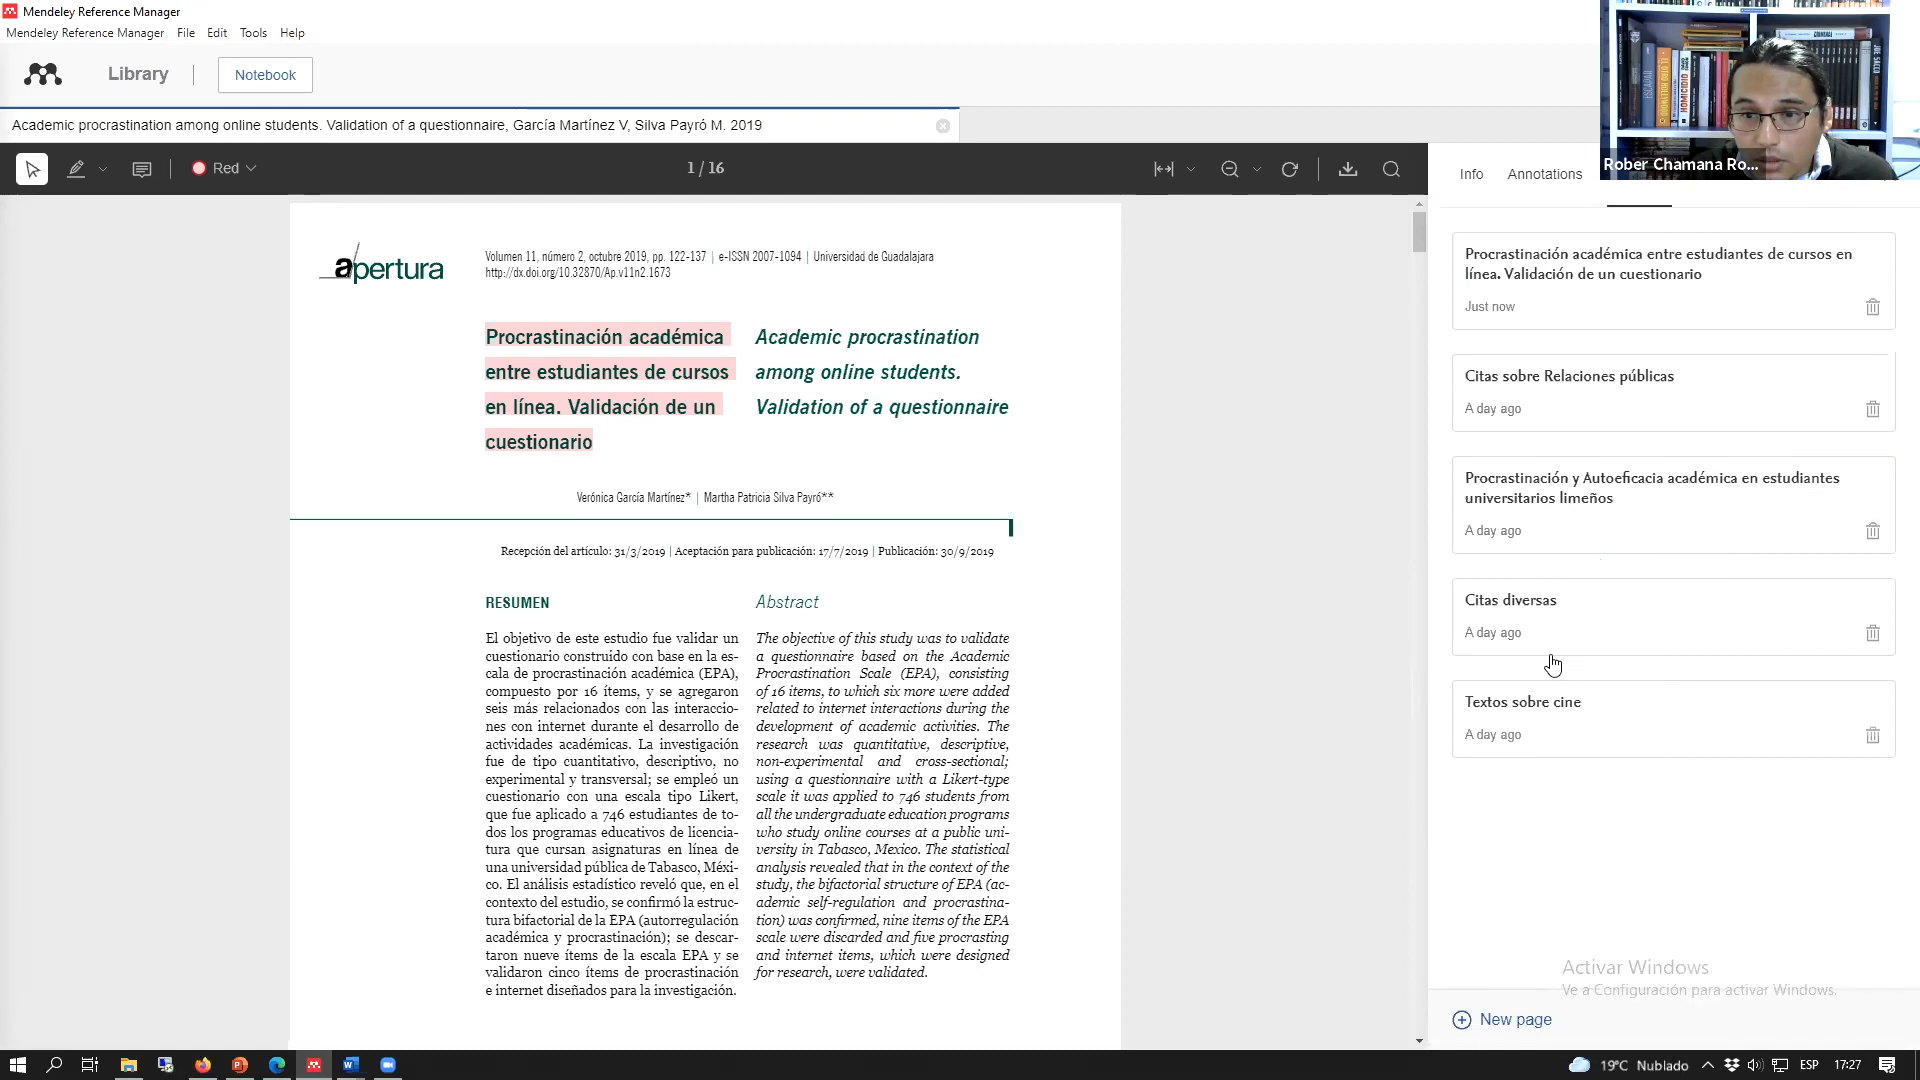 Mendeley Reference Manager
Mendeley Reference Manager File Edit Tools Help
Library
Notebook
Academic procrastination among online students. Validation of a questionnaire, García Martínez V, Silva Payró M. 2019
Red
1 / 16
Info
Annotations
Rober Chamana Ro...
apertura
Volumen 11, número 2, octubre 2019, pp. 122-137 | e-ISSN 2007-1094 | Universidad de Guadalajara
http://dx.doi.org/10.32870/Ap.v11n2.1673
Procrastinación académica
entre estudiantes de cursos
en línea. Validación de un
cuestionario
Academic procrastination
among online students.
Validation of a questionnaire
Verónica García Martínez* | Martha Patricia Silva Payró**
Recepción del artículo: 31/3/2019 | Aceptación para publicación: 17/7/2019 | Publicación: 30/9/2019
RESUMEN
El objetivo de este estudio fue validar un
cuestionario construido con base en la es-
cala de procrastinación académica (EPA),
compuesto por 16 ítems, y se agregaron
seis más relacionados con las interaccio-
nes con internet durante el desarrollo de
actividades académicas. La investigación
fue de tipo cuantitativo, descriptivo, no
experimental y transversal; se empleó un
cuestionario con una escala tipo Likert,
que fue aplicado a 746 estudiantes de to-
dos los programas educativos de licencia-
tura que cursan asignaturas en línea de
una universidad pública de Tabasco, Méxi-
co. El análisis estadístico reveló que, en el
contexto del estudio, se confirmó la estruc-
tura bifactorial de la EPA (autorregulación
académica y procrastinación); se descar-
taron nueve ítems de la escala EPA y se
validaron cinco ítems de procrastinación
e internet diseñados para la investigación.
Abstract
The objective of this study was to validate
a questionnaire based on the Academic
Procrastination Scale (EPA), consisting
of 16 items, to which six more were added
related to internet interactions during the
development of academic activities. The
research was quantitative, descriptive,
non-experimental and cross-sectional;
using a questionnaire with a Likert-type
scale it was applied to 746 students from
all the undergraduate education programs
who study online courses at a public uni-
versity in Tabasco, Mexico. The statistical
analysis revealed that in the context of the
study, the bifactorial structure of EPA (ac-
ademic self-regulation and procrastina-
tion) was confirmed, nine items of the EPA
scale were discarded and five procrasting
and internet items, which were designed
for research, were validated.
Procrastinación académica entre estudiantes de cursos en
línea. Validación de un cuestionario
Just now
Citas sobre Relaciones públicas
A day ago
Procrastinación y Autoeficacia académica en estudiantes
universitarios limeños
A day ago
Citas diversas
A day ago
Textos sobre cine
A day ago
Activar Windows
Ve a Configuración para activar Windows.
New page
19°C Nublado
ESP
17:27